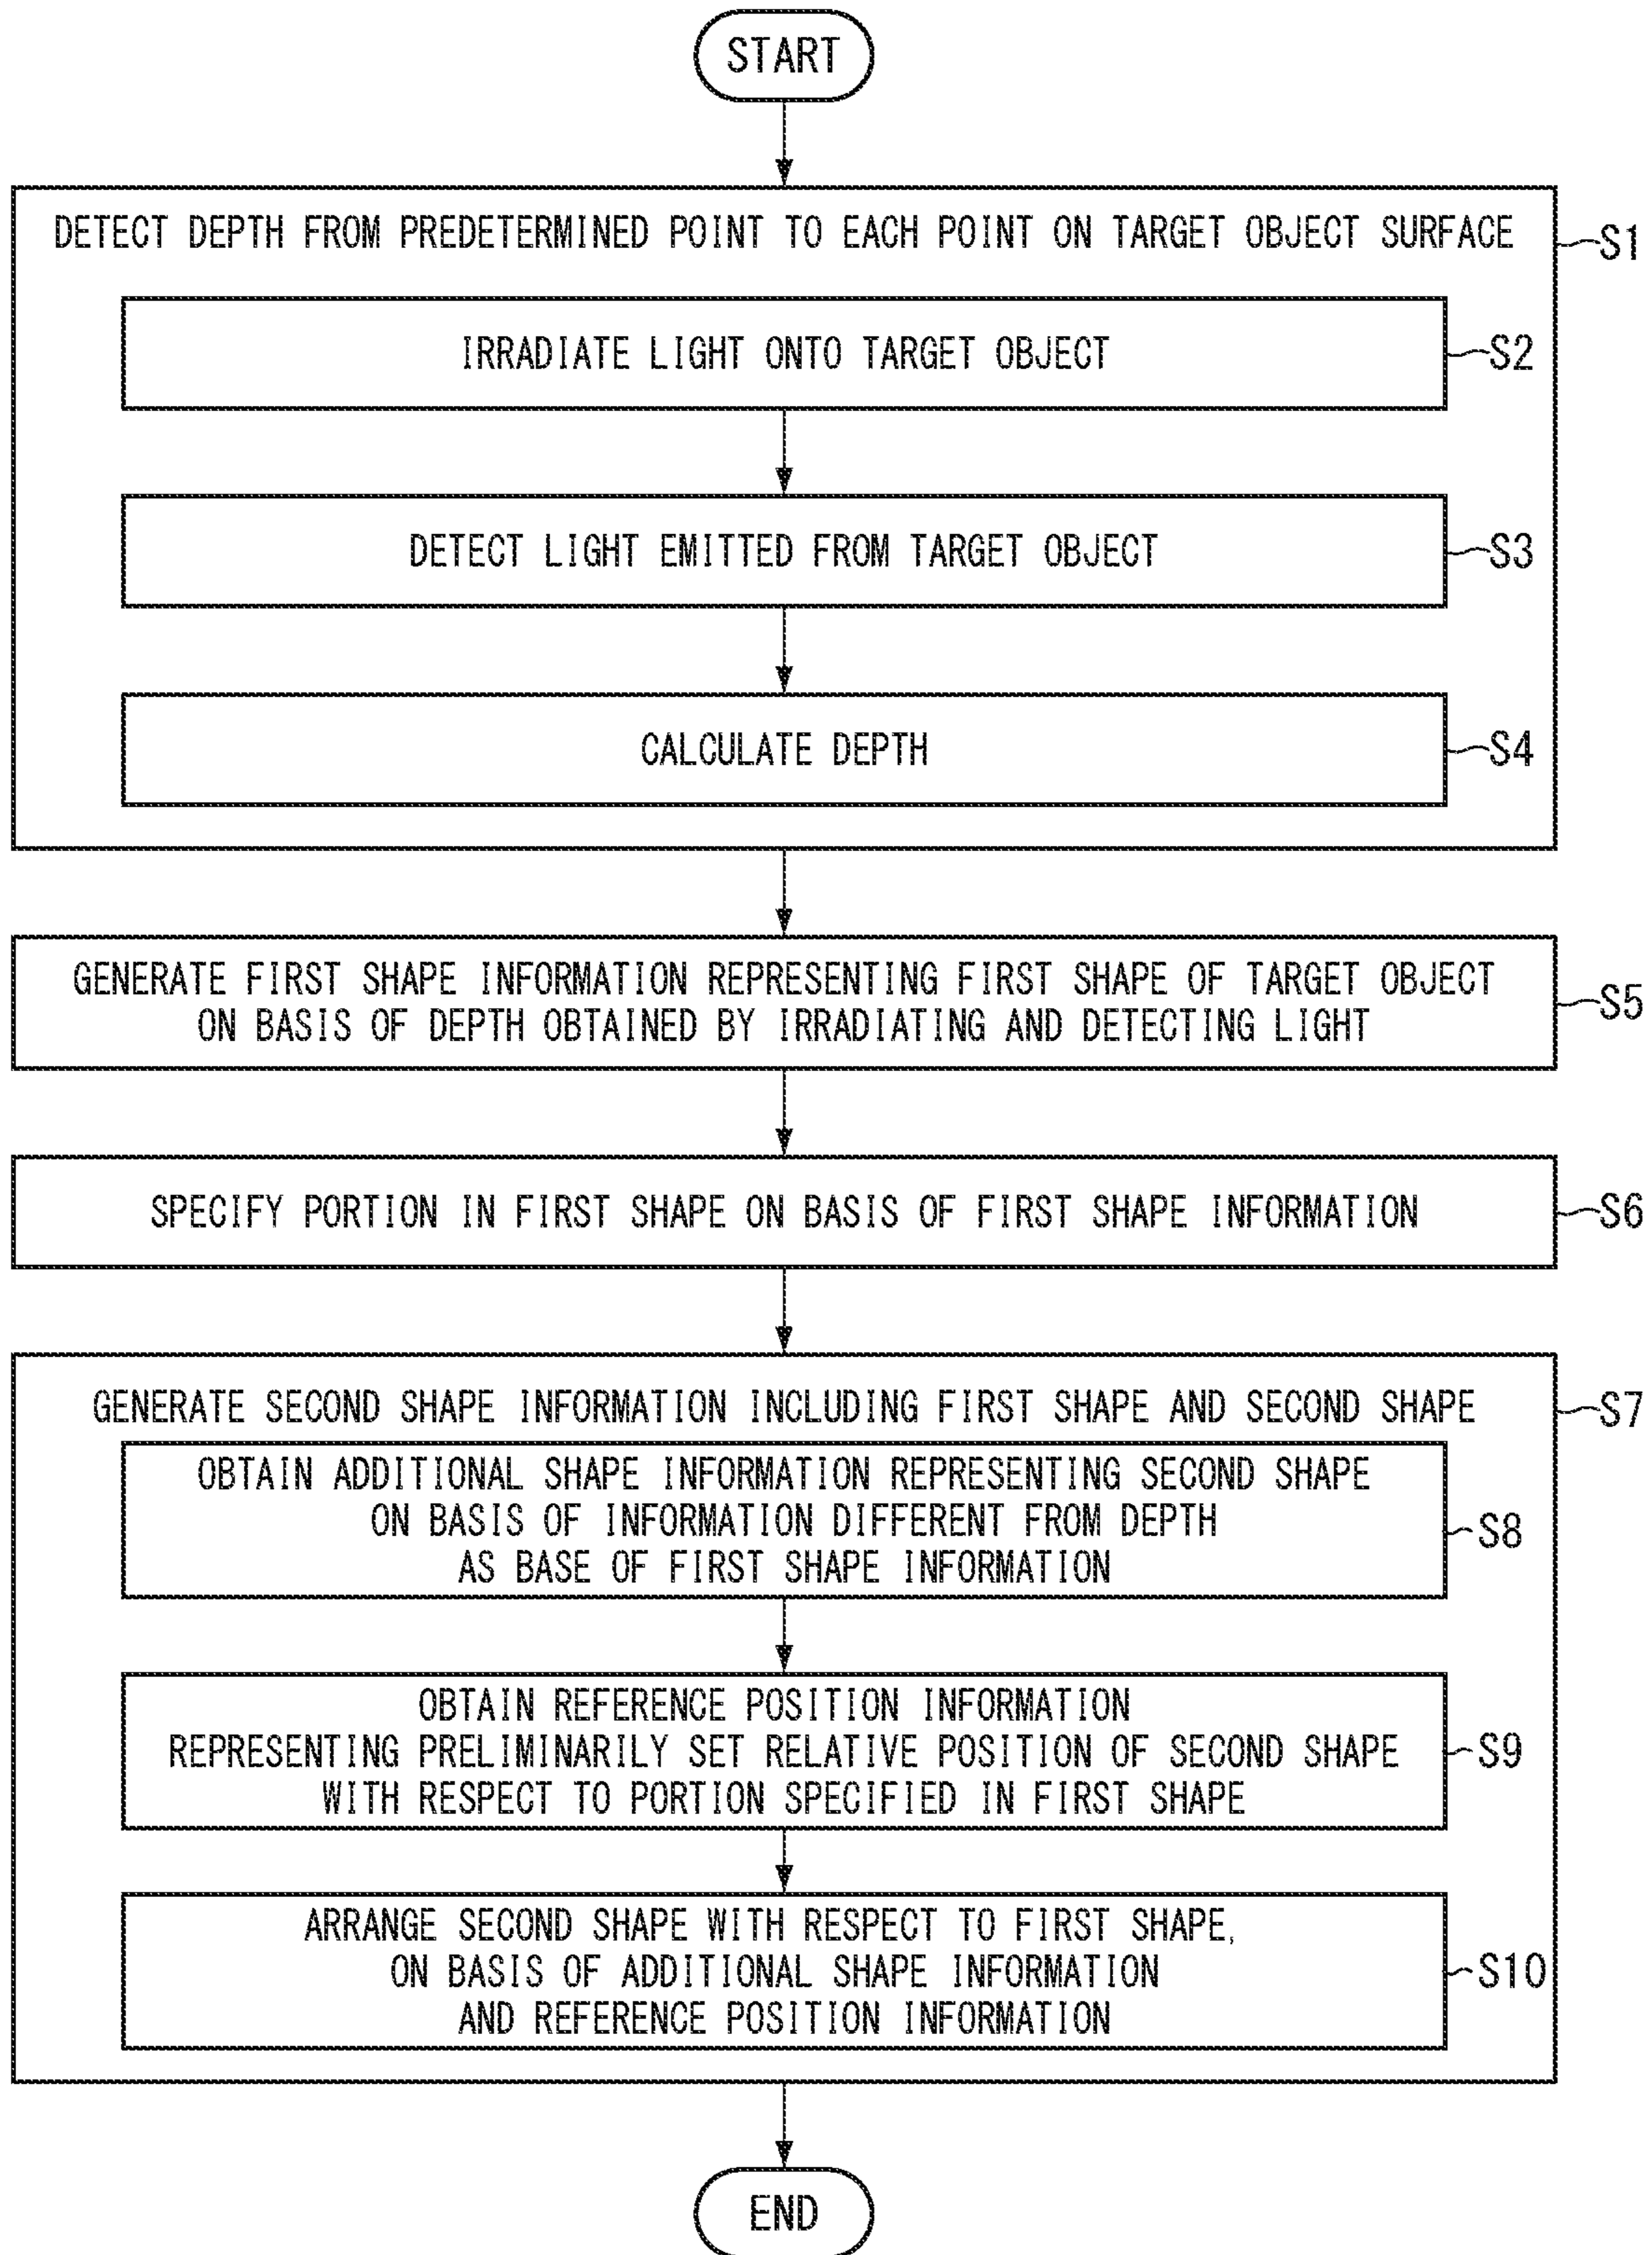 START
DETECT DEPTH FROM PREDETERMINED POINT TO EACH POINT ON TARGET OBJECT SURFACE
S1
IRRADIATE LIGHT ONTO TARGET OBJECT
S2
DETECT LIGHT EMITTED FROM TARGET OBJECT
S3
CALCULATE DEPTH
S4
GENERATE FIRST SHAPE INFORMATION REPRESENTING FIRST SHAPE OF TARGET OBJECT
ON BASIS OF DEPTH OBTAINED BY IRRADIATING AND DETECTING LIGHT
S5
SPECIFY PORTION IN FIRST SHAPE ON BASIS OF FIRST SHAPE INFORMATION
S6
GENERATE SECOND SHAPE INFORMATION INCLUDING FIRST SHAPE AND SECOND SHAPE
S7
OBTAIN ADDITIONAL SHAPE INFORMATION REPRESENTING SECOND SHAPE
ON BASIS OF INFORMATION DIFFERENT FROM DEPTH
AS BASE OF FIRST SHAPE INFORMATION
S8
OBTAIN REFERENCE POSITION INFORMATION
REPRESENTING PRELIMINARILY SET RELATIVE POSITION OF SECOND SHAPE
WITH RESPECT TO PORTION SPECIFIED IN FIRST SHAPE
S9
ARRANGE SECOND SHAPE WITH RESPECT TO FIRST SHAPE,
ON BASIS OF ADDITIONAL SHAPE INFORMATION
AND REFERENCE POSITION INFORMATION
S10
END